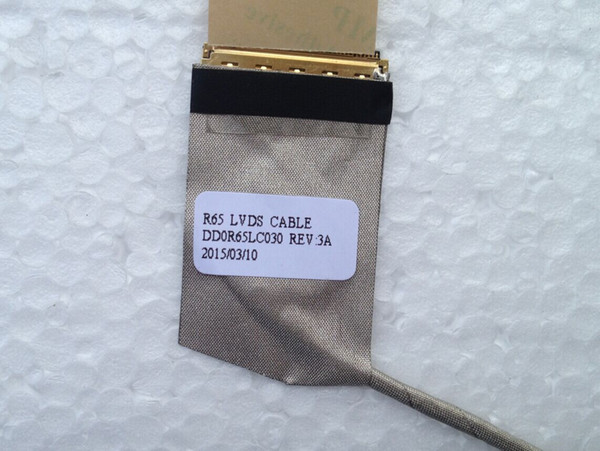 R65 LVDS CABLE
DD0R65LC030 REV:3A
2015/03/10